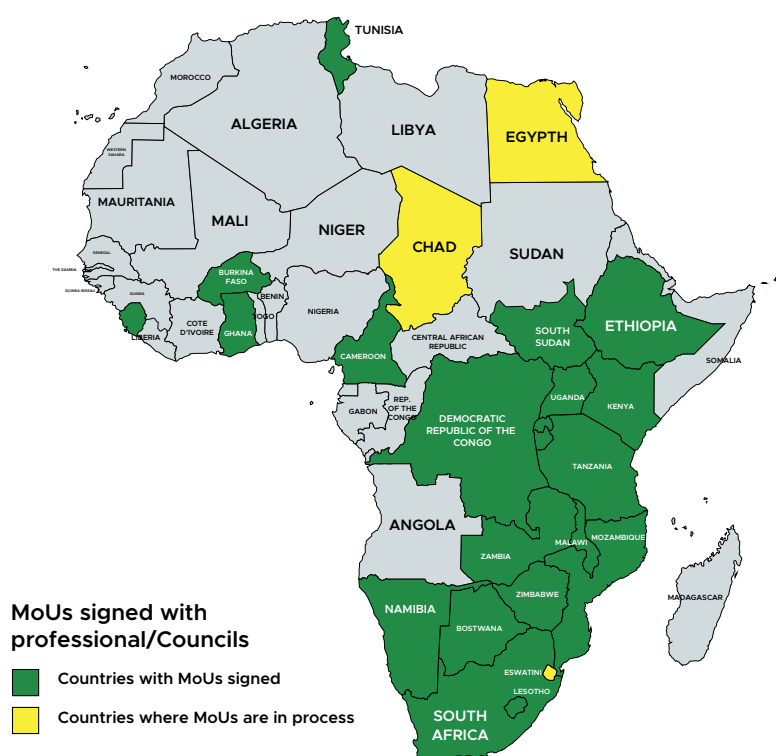 TUNISIA
MOROCCO
ALGERIA
LIBYA
EGYPTH
WESTERN
SAHARA
MAURITANIA
MALI
NIGER
CHAD
SUDAN
SENEGAL
THE GAMBIA
GUINEA-BISSAU
GUINEA
BURKINA
FASO
BENIN
TOGO
NIGERIA
COTE
D'IVOIRE
GHANA
LIBERIA
CAMEROON
CENTRAL AFRICAN
REPUBLIC
SOUTH
SUDAN
ETHIOPIA
SOMALIA
UGANDA
KENYA
GABON
REP.
OF THE
CONGO
DEMOCRATIC
REPUBLIC OF THE
CONGO
TANZANIA
ANGOLA
ZAMBIA
MALAWI
MOZAMBIQUE
ZIMBABWE
MADAGASCAR
NAMIBIA
BOSTWANA
ESWATINI
LESOTHO
SOUTH
AFRICA
MoUs signed with
professional/Councils
Countries with MoUs signed
Countries where MoUs are in process